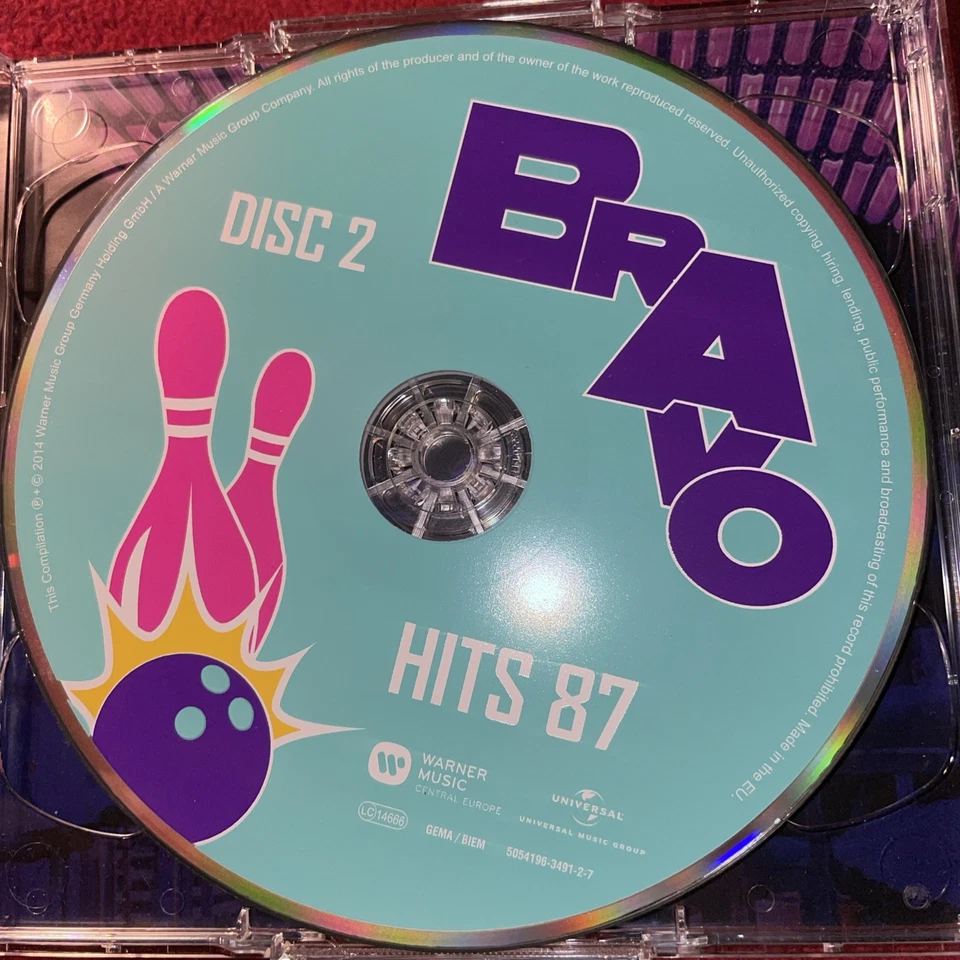 This Compilation ℗ + © 2014 Warner Music Group Germany Holding GmbH / A Warner Music Group Company. All rights of the producer and of the owner of the work reproduced reserved. Unauthorized copying, hiring, lending, public performance and broadcasting of this record prohibited. Made in the EU.
BRAVO
DISC 2
HITS 87
WARNER
MUSIC
CENTRAL EUROPE
UNIVERSAL
UNIVERSAL MUSIC GROUP
LC 14666
GEMA / BIEM
5054196-3491-2-7